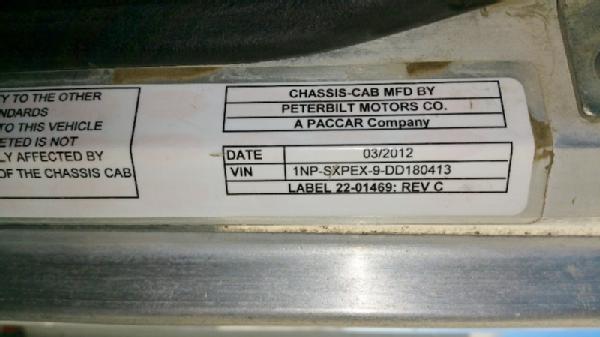 Y TO THE OTHER
NDARDS
TO THIS VEHICLE
ETED IS NOT
LY AFFECTED BY
OF THE CHASSIS CAB
CHASSIS-CAB MFD BY
PETERBILT MOTORS CO.
A PACCAR Company
DATE 03/2012
VIN 1NP-SXPEX-9-DD180413
LABEL 22-01469; REV C